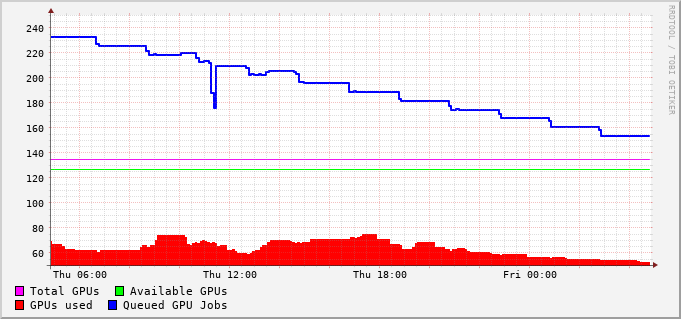 240
220
200
180
160
140
120
100
80
60
Thu 06:00 Thu 12:00 Thu 18:00 Fri 00:00
Total GPUs Available GPUs
GPUs used Queued GPU Jobs
RRDTOOL / TOBI OETIKER